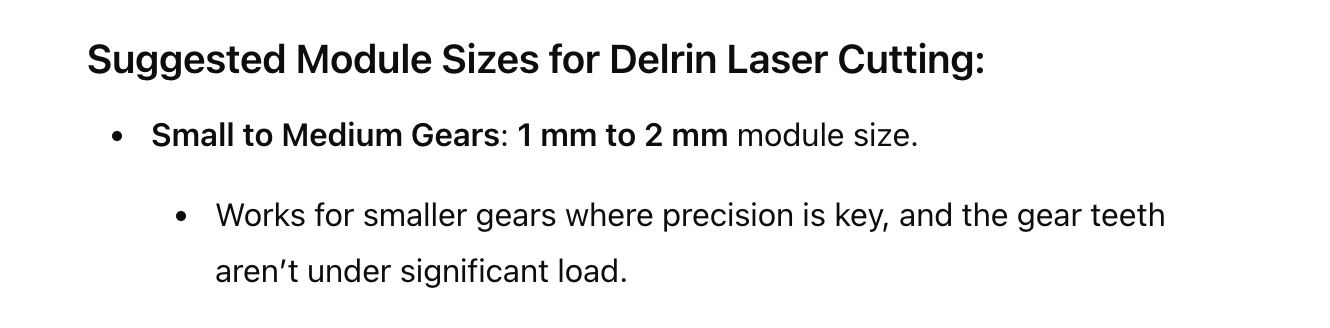 Suggested Module Sizes for Delrin Laser Cutting:
• Small to Medium Gears: 1 mm to 2 mm module size.
• Works for smaller gears where precision is key, and the gear teeth
aren’t under significant load.